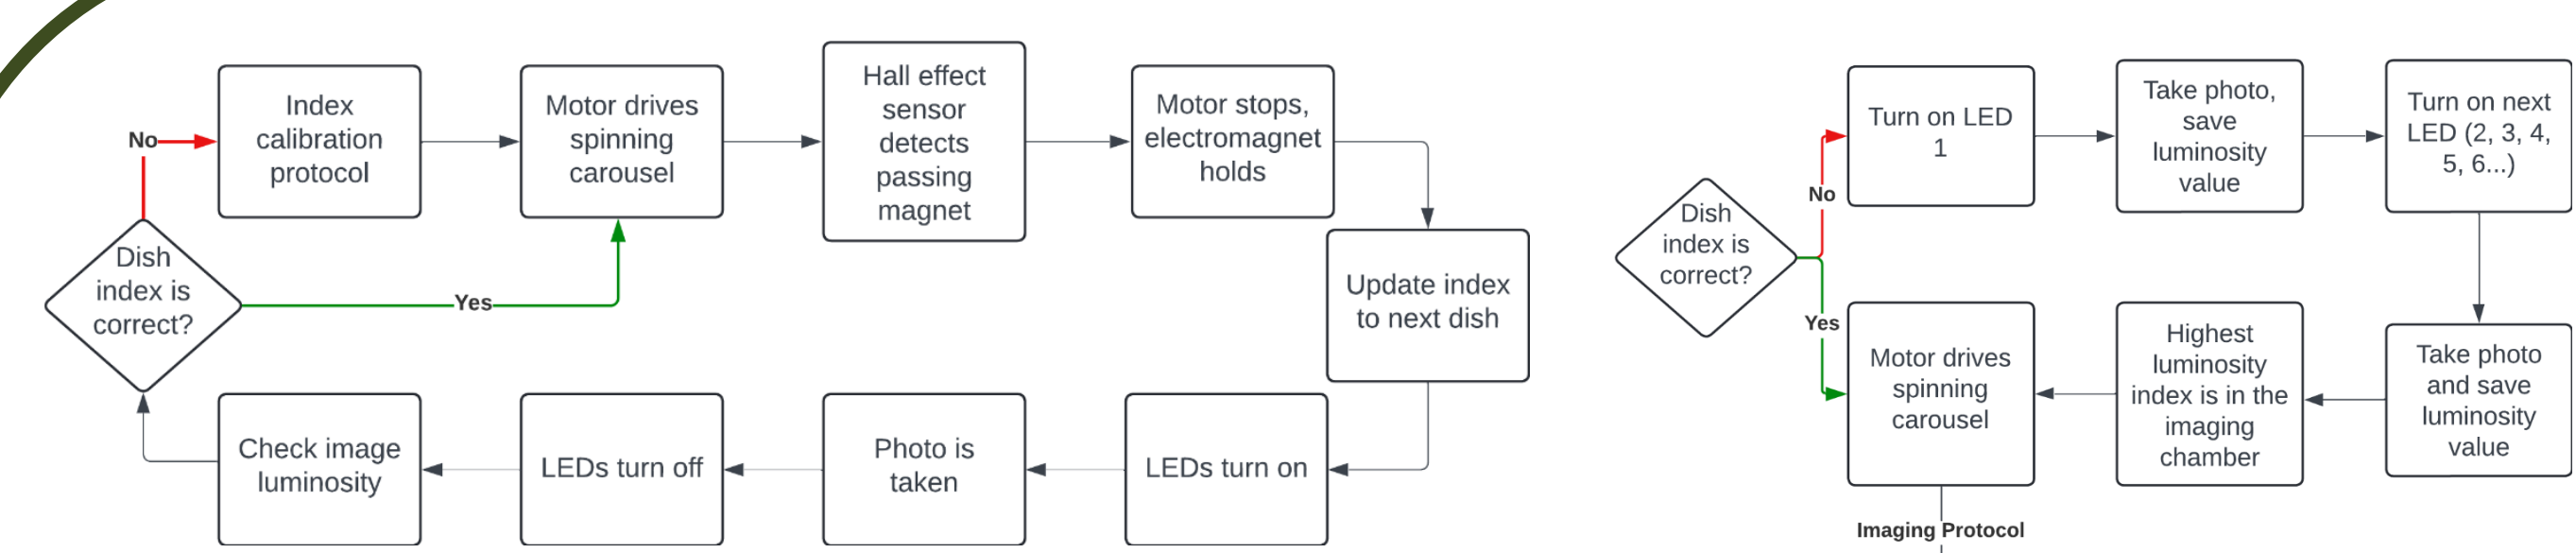 No
Index
calibration
protocol
Motor drives
spinning
carousel
Hall effect
sensor
detects
passing
magnet
Motor stops,
electromagnet
holds
Update index
to next dish
LEDs turn on
Photo is
taken
LEDs turn off
Check image
luminosity
Dish
index is
correct?
Yes
Dish
index is
correct?
No
Turn on LED
1
Take photo,
save
luminosity
value
Turn on next
LED (2, 3, 4,
5, 6...)
Take photo
and save
luminosity
value
Highest
luminosity
index is in the
imaging
chamber
Yes
Motor drives
spinning
carousel
Imaging Protocol